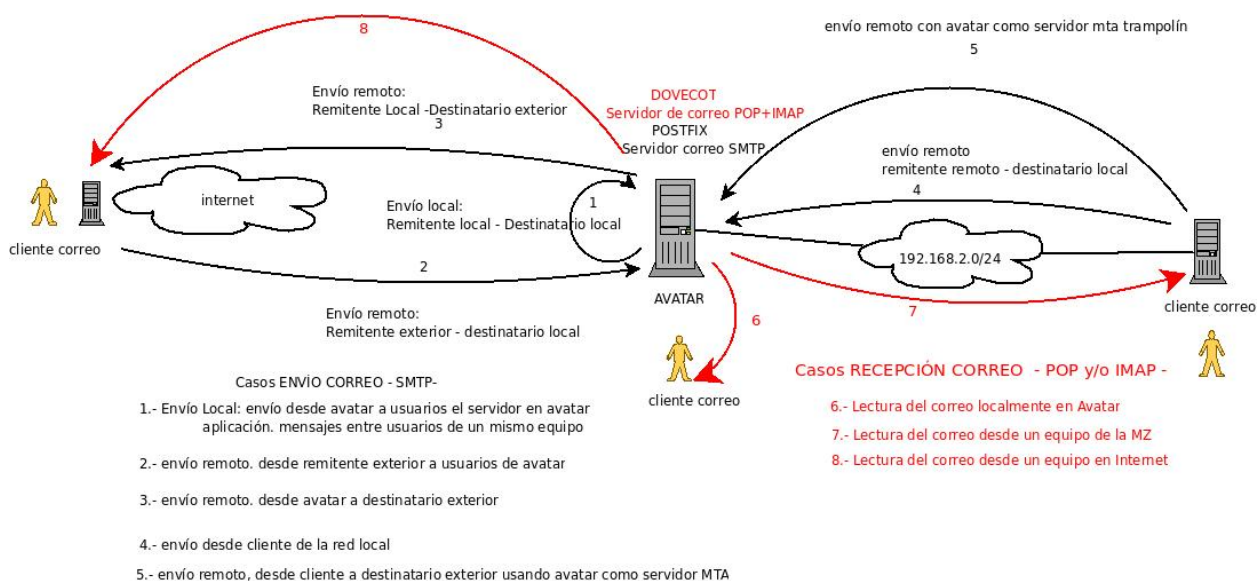 8
envío remoto con avatar como servidor mta trampolín
5
Envío remoto:
Remitente Local -Destinatario exterior
3
DOVECOT
Servidor de correo POP+IMAP
POSTFIX
Servidor correo SMTP
envío remoto
remitente remoto - destinatario local
4
internet
Envío local:
Remitente local - Destinatario local
1
cliente correo
2
192.168.2.0/24
AVATAR
cliente correo
Envío remoto:
Remitente exterior - destinatario local
6
7
cliente correo
Casos ENVÍO CORREO - SMTP-
1.- Envío Local: envío desde avatar a usuarios el servidor en avatar
aplicación. mensajes entre usuarios de un mismo equipo
2.- envío remoto. desde remitente exterior a usuarios de avatar
3.- envío remoto. desde avatar a destinatario exterior
4.- envío desde cliente de la red local
5.- envío remoto, desde cliente a destinatario exterior usando avatar como servidor MTA
Casos RECEPCIÓN CORREO - POP y/o IMAP -
6.- Lectura del correo localmente en Avatar
7.- Lectura del correo desde un equipo de la MZ
8.- Lectura del correo desde un equipo en Internet